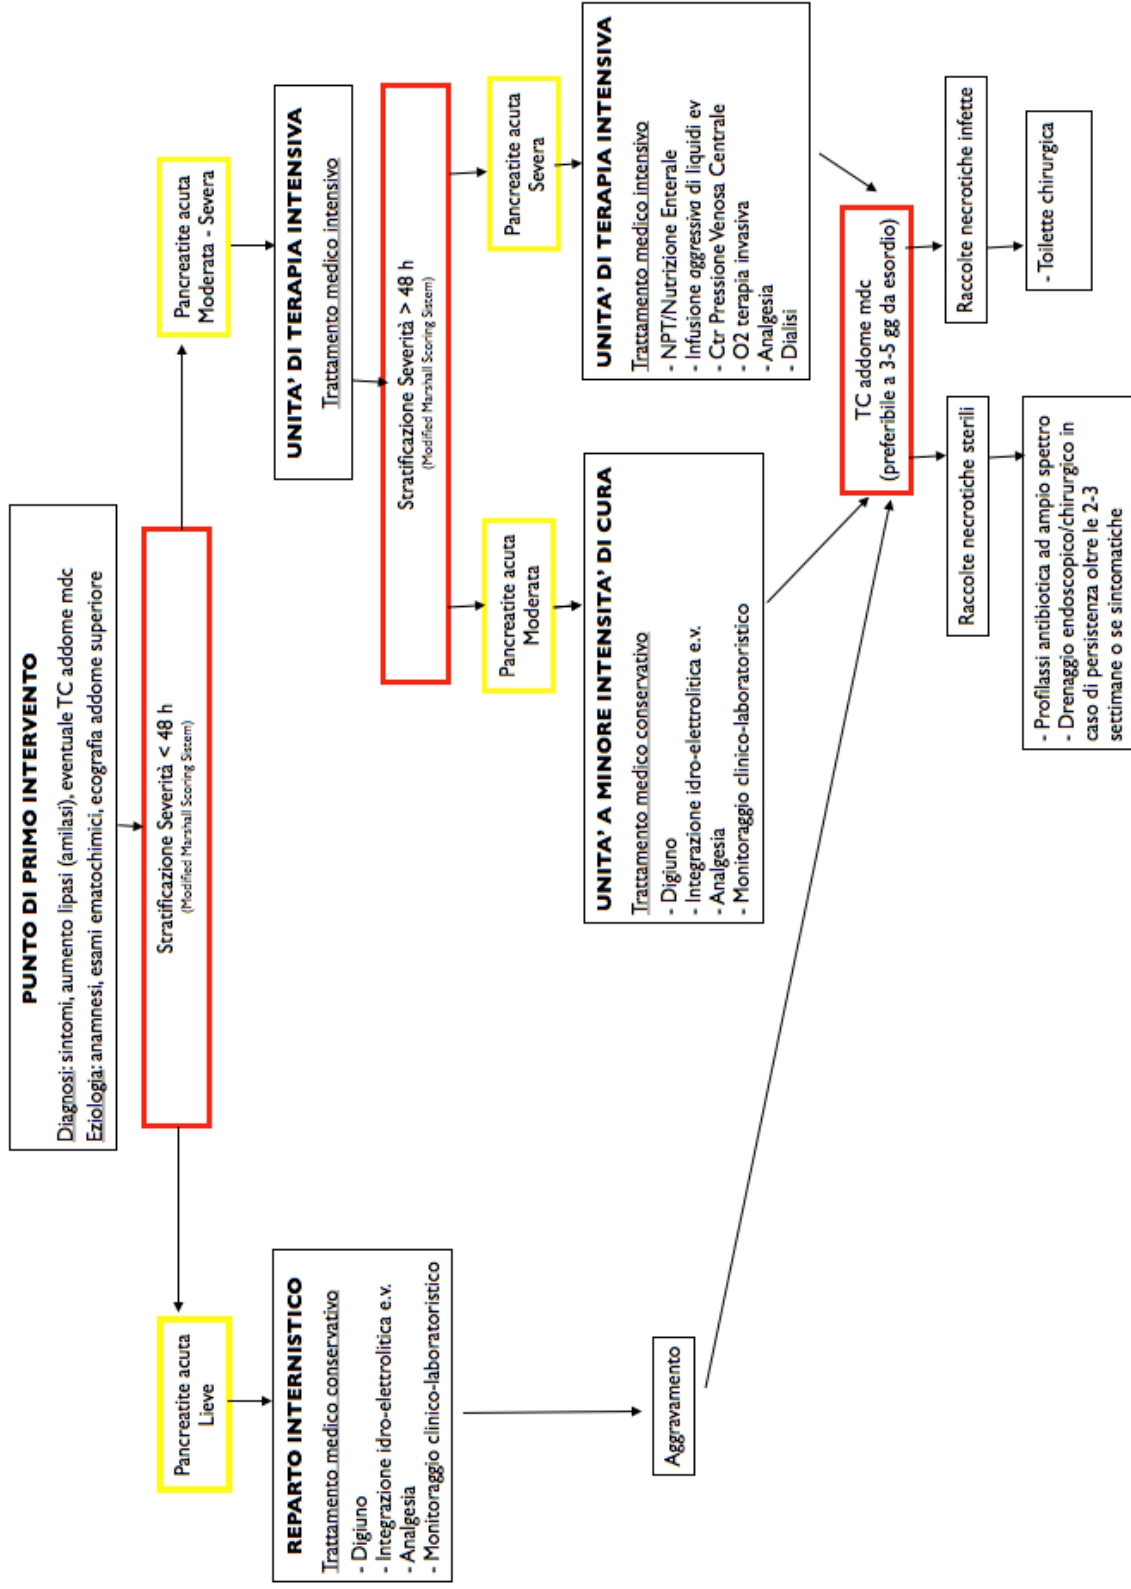 PUNTO DI PRIMO INTERVENTO
Diagnosi: sintomi, aumento lipasi (amilasi), eventuale TC addome mdc
Eziologia: anamnesi, esami ematochimici, ecografia addome superiore
Stratificazione Severità < 48 h
(Modified Marshall Scoring Sistem)
Pancreatite acuta
Lieve
Pancreatite acuta
Moderata - Severa
REPARTO INTERNISTICO
Trattamento medico conservativo
- Digiuno
- Integrazione idro-elettrolitica e.v.
- Analgesia
- Monitoraggio clinico-laboratoristico
UNITA' DI TERAPIA INTENSIVA
Trattamento medico intensivo
Stratificazione Severità > 48 h
(Modified Marshall Scoring Sistem)
Pancreatite acuta
Moderata
Pancreatite acuta
Severa
UNITA' A MINORE INTENSITA' DI CURA
Trattamento medico conservativo
- Digiuno
- Integrazione idro-elettrolitica e.v.
- Analgesia
- Monitoraggio clinico-laboratoristico
UNITA' DI TERAPIA INTENSIVA
Trattamento medico intensivo
- NPT/Nutrizione Enterale
- Infusione aggressiva di liquidi ev
- Ctr Pressione Venosa Centrale
- O2 terapia invasiva
- Analgesia
- Dialisi
Aggravamento
TC addome mdc
(preferibile a 3-5 gg da esordio)
Raccolte necrotiche sterili
Raccolte necrotiche infette
- Profilassi antibiotica ad ampio spettro
- Drenaggio endoscopico/chirurgico in
caso di persistenza oltre le 2-3
settimane o se sintomatiche
- Toilette chirurgica